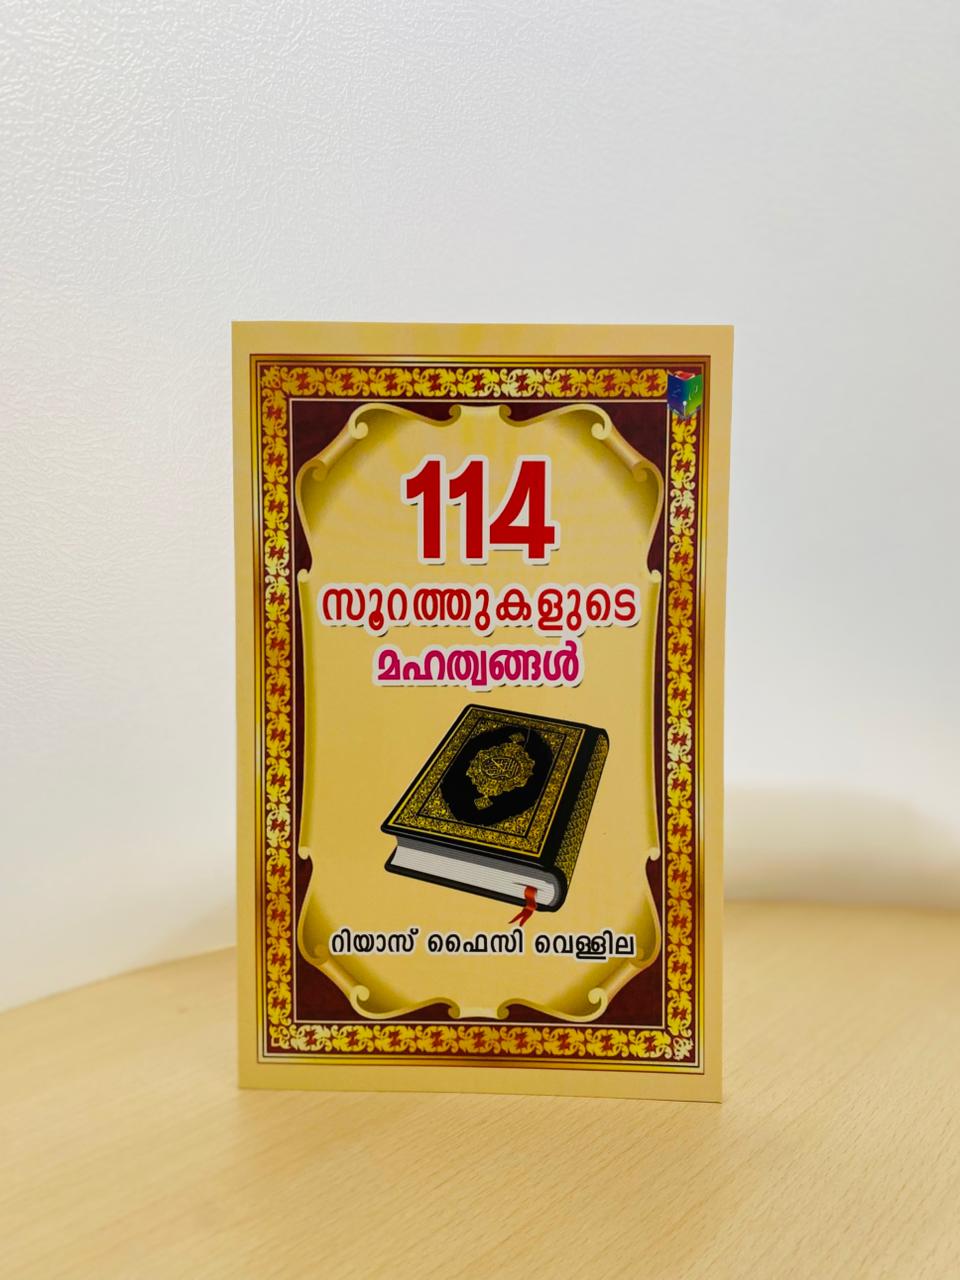 114
സൂറത്തുകളുടെ
മഹത്വങ്ങൾ
റിയാസ് ഫൈസി വെള്ളില